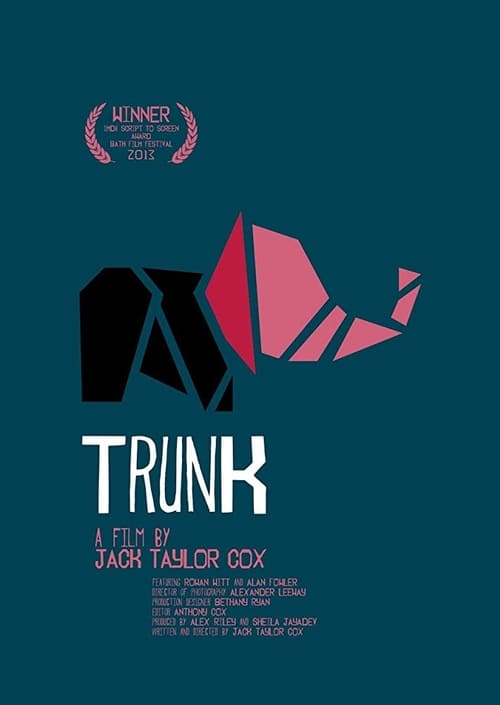 WINNER
IMDB SCRIPT TO SCREEN
AWARD
BATH FILM FESTIVAL
2013
TRUNK
A FILM BY
JACK TAYLOR COX
FEATURING ROWAN WITT AND ALAN FOWLER
DIRECTOR OF PHOTOGRAPHY ALEXANDER LEEWAY
PRODUCTION DESIGNER BETHANY RYAN
EDITOR ANTHONY COX
PRODUCED BY ALEX RILEY AND SHEILA JAYADEV
WRITTEN AND DIRECTED BY JACK TAYLOR COX